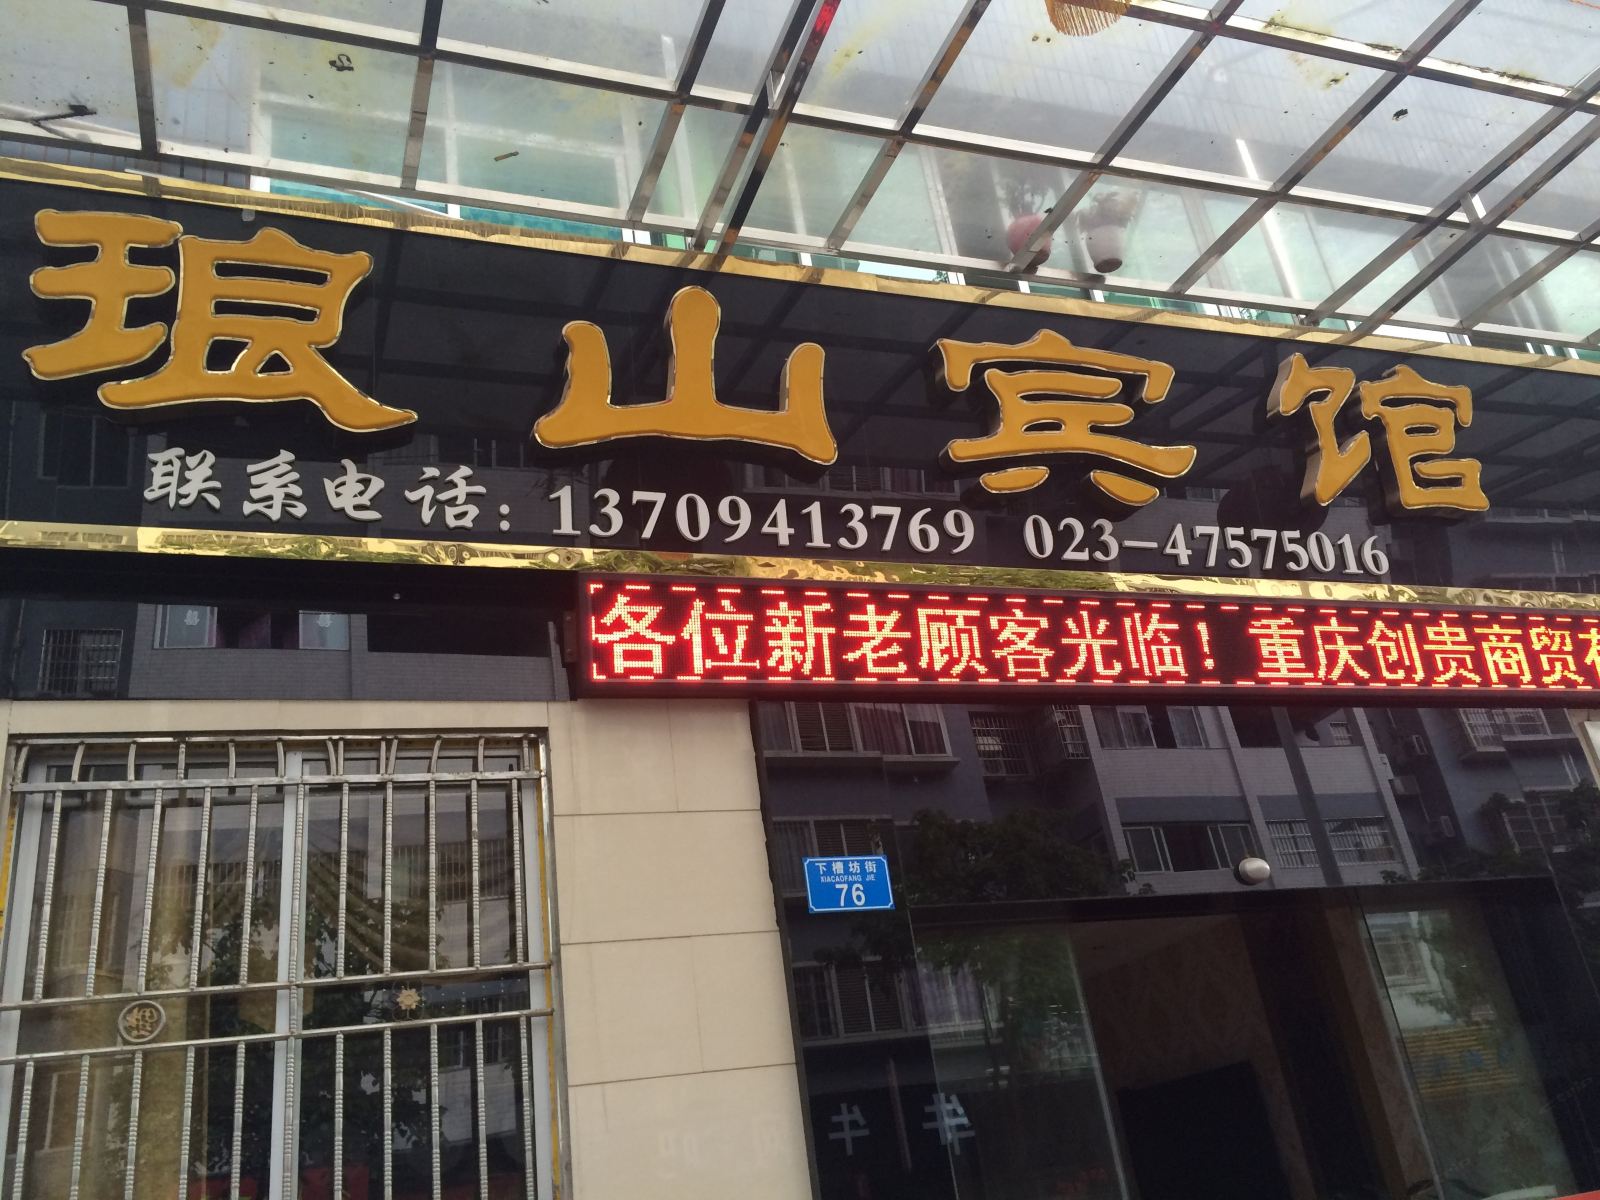 琅山宾馆
联系电话：13709413769 023-47575016
各位新老顾客光临！重庆创贵商贸有
下槽坊街
XIACAOFANG JIE
76